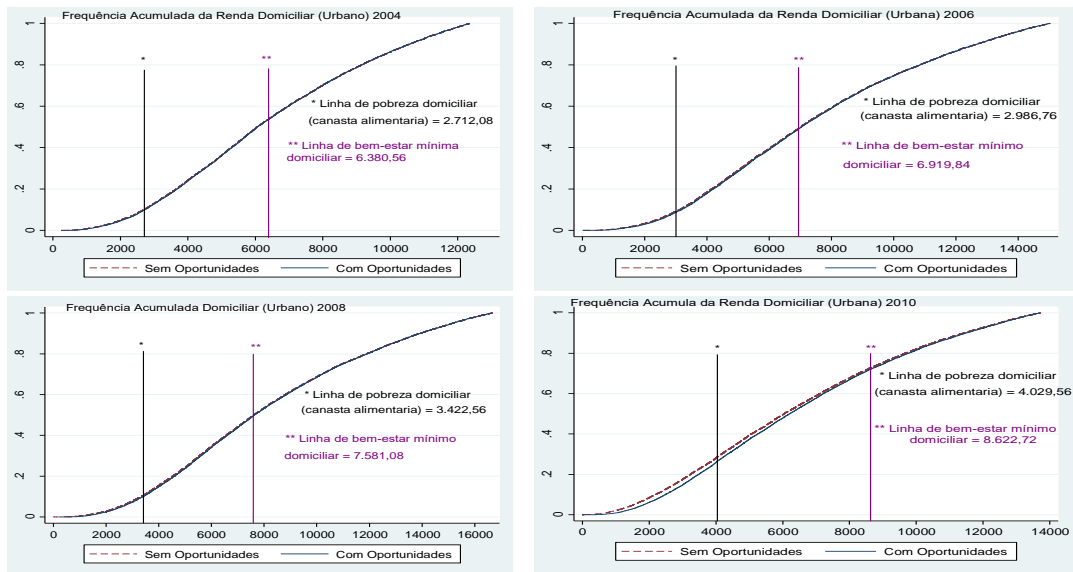 Frequência Acumulada da Renda Domiciliar (Urbano) 2004
1
.8
.6
.4
.2
0
*
**
* Linha de pobreza domiciliar
(canasta alimentaria) = 2.712,08
** Linha de bem-estar mínima
domiciliar = 6.380,56
0 2000 4000 6000 8000 10000 12000
Sem Oportunidades Com Oportunidades
Frequência Acumulada da Renda Domiciliar (Urbana) 2006
1
.8
.6
.4
.2
0
*
**
* Linha de pobreza domiciliar
(canasta alimentaria) = 2.986,76
** Linha de bem-estar mínimo
domiciliar = 6.919,84
0 2000 4000 6000 8000 10000 12000 14000
Sem Oportunidades Com Oportunidades
Frequência Acumulada Domiciliar (Urbano) 2008
1
.8
.6
.4
.2
0
*
**
* Linha de pobreza domiciliar
(canasta alimentaria) = 3.422,56
** Linha de bem-estar mínimo
domiciliar = 7.581,08
0 2000 4000 6000 8000 10000 12000 14000 16000
Sem Oportunidades Com Oportunidades
Frequência Acumula da Renda Domiciliar (Urbana) 2010
1
.8
.6
.4
.2
0
*
**
* Linha de pobreza domiciliar
(canasta alimentaria) = 4.029,56
** Linha de bem-estar mínimo
domiciliar = 8.622,72
0 2000 4000 6000 8000 10000 12000 14000
Sem Oportunidades Com Oportunidades